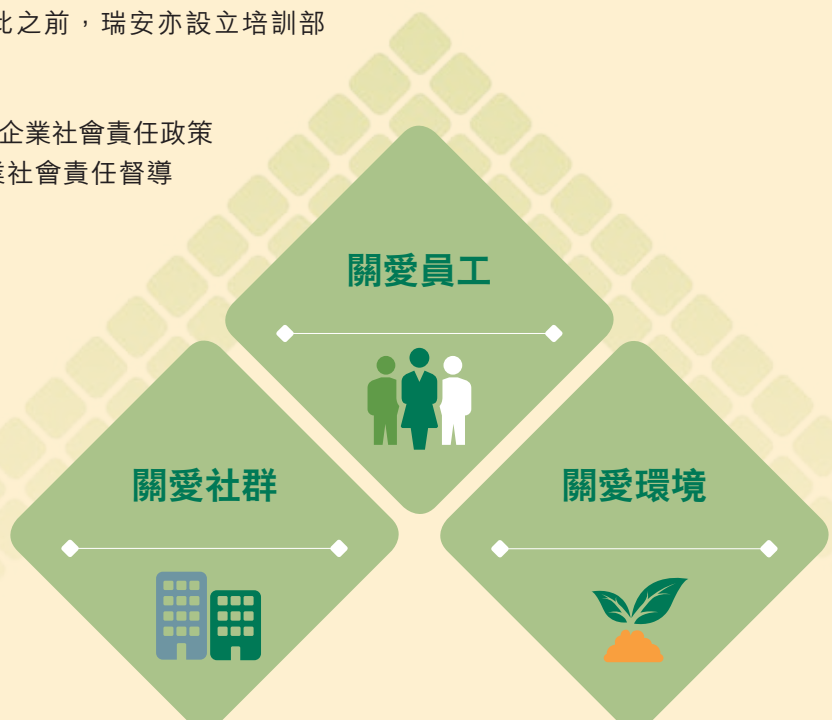 此之前，瑞安亦設立培訓部
企業社會責任政策
業社會責任督導
關愛員工
關愛社群
關愛環境